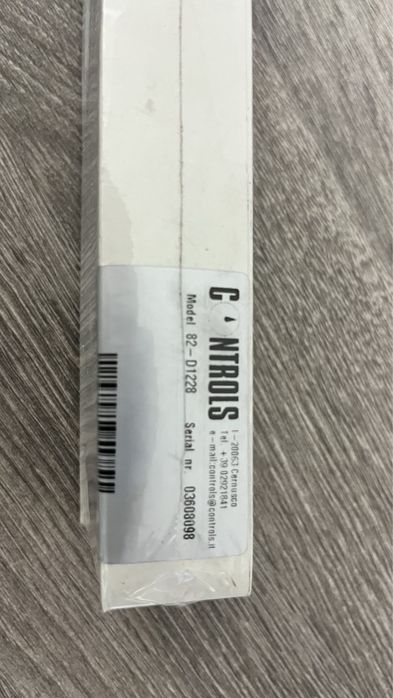 CONTROLS
I-20063 Cernusco
Tel. +39 02921841
e-mail:controls@controls.it
Model 82-D1228 Serial nr. 03608098